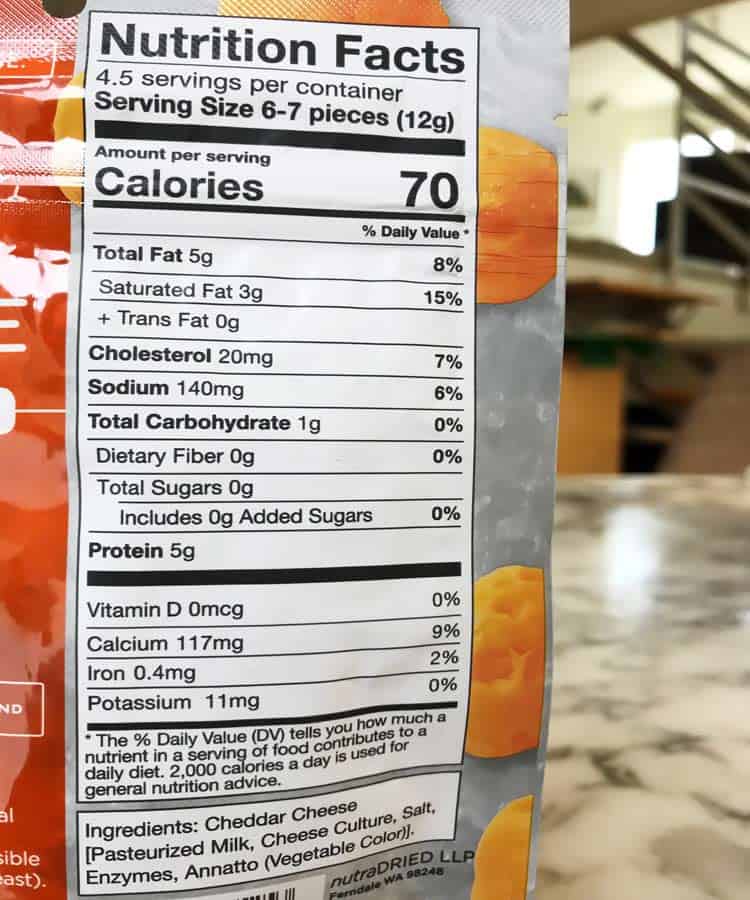 Nutrition Facts
4.5 servings per container
Serving Size 6-7 pieces (12g)
Amount per serving
Calories 70
% Daily Value *
Total Fat 5g 8%
Saturated Fat 3g 15%
+ Trans Fat 0g
Cholesterol 20mg 7%
Sodium 140mg 6%
Total Carbohydrate 1g 0%
Dietary Fiber 0g 0%
Total Sugars 0g
Includes 0g Added Sugars 0%
Protein 5g
Vitamin D 0mcg 0%
Calcium 117mg 9%
Iron 0.4mg 2%
Potassium 11mg 0%
* The % Daily Value (DV) tells you how much a
nutrient in a serving of food contributes to a
daily diet. 2,000 calories a day is used for
general nutrition advice.
Ingredients: Cheddar Cheese
[Pasteurized Milk, Cheese Culture, Salt,
Enzymes, Annatto (Vegetable Color)].
nutraDRIED LLP
Ferndale WA 98248